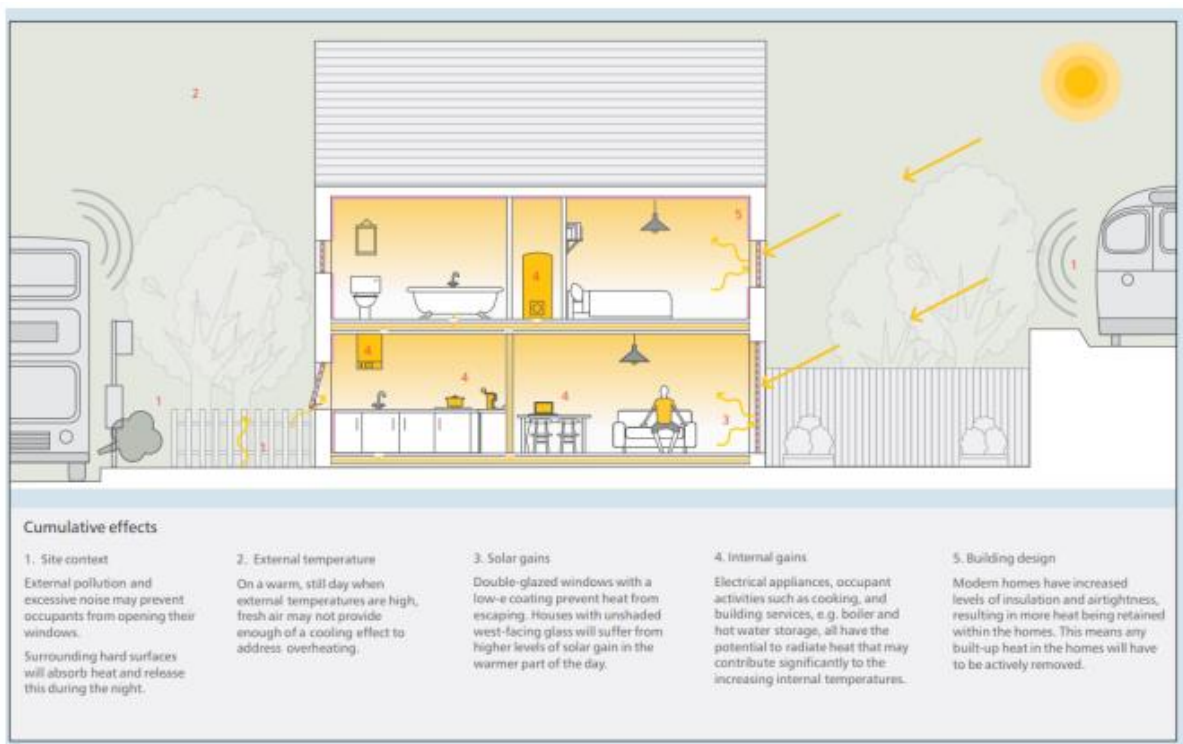 2
5
4
1
4
4
4
3
1
1
Cumulative effects
1. Site context
External pollution and
excessive noise may prevent
occupants from opening their
windows.
Surrounding hard surfaces
will absorb heat and release
this during the night.
2. External temperature
On a warm, still day when
external temperatures are high,
fresh air may not provide
enough of a cooling effect to
address overheating.
3. Solar gains
Double-glazed windows with a
low-e coating prevent heat from
escaping. Houses with unshaded
west-facing glass will suffer from
higher levels of solar gain in the
warmer part of the day.
4. Internal gains
Electrical appliances, occupant
activities such as cooking, and
building services, e.g. boiler and
hot water storage, all have the
potential to radiate heat that may
contribute significantly to the
increasing internal temperatures.
5. Building design
Modern homes have increased
levels of insulation and airtightness,
resulting in more heat being retained
within the homes. This means any
built-up heat in the homes will have
to be actively removed.